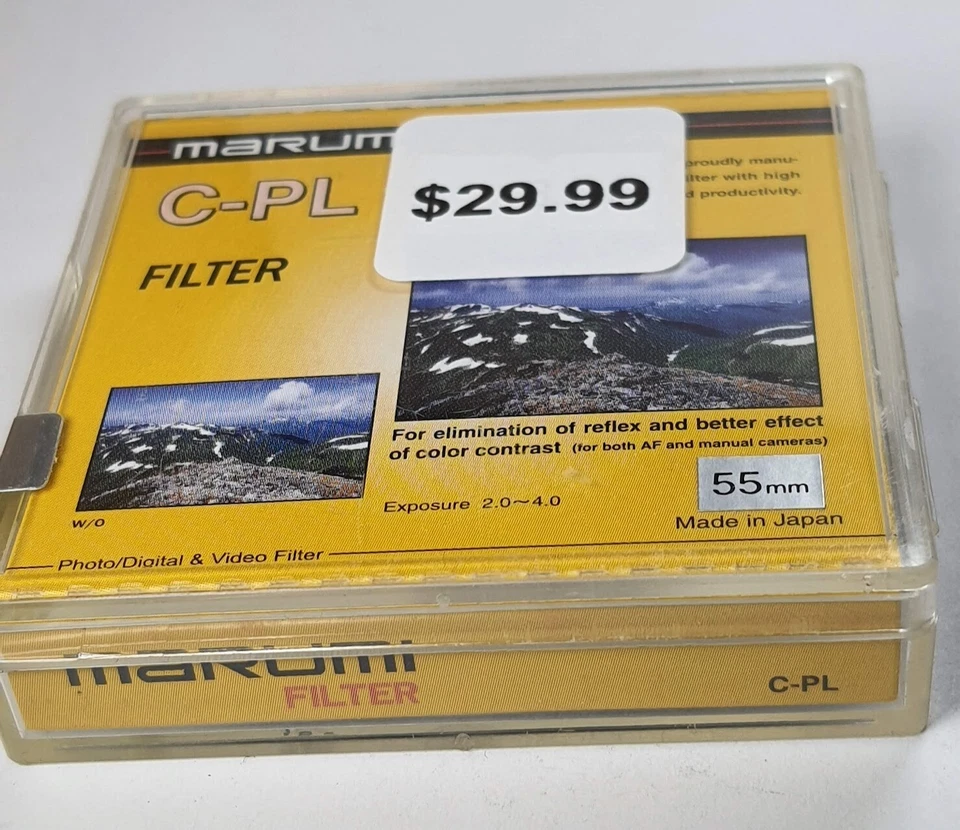 marum
$29.99
proudly manu-
ilter with high
d productivity.
C-PL
FILTER
For elimination of reflex and better effect
of color contrast (for both AF and manual cameras)
55mm
Exposure 2.0~4.0
w/o
Made in Japan
Photo/Digital & Video Filter
marumi
FILTER
C-PL